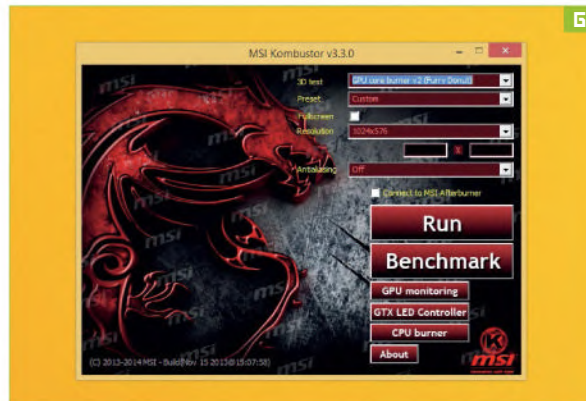 G
MSI Kombustor v3.3.0
3D test
GPU core burner v2 (Furry Donut)
Preset
Custom
Fullscreen
Resolution
1024x576
X
Antialiasing
Off
Connect to MSI Afterburner
Run
Benchmark
GPU monitoring
GTX LED Controller
CPU burner
About
K
msi
(C) 2013-2014 MSI - Build(Nov 15 2013@15:07:58)